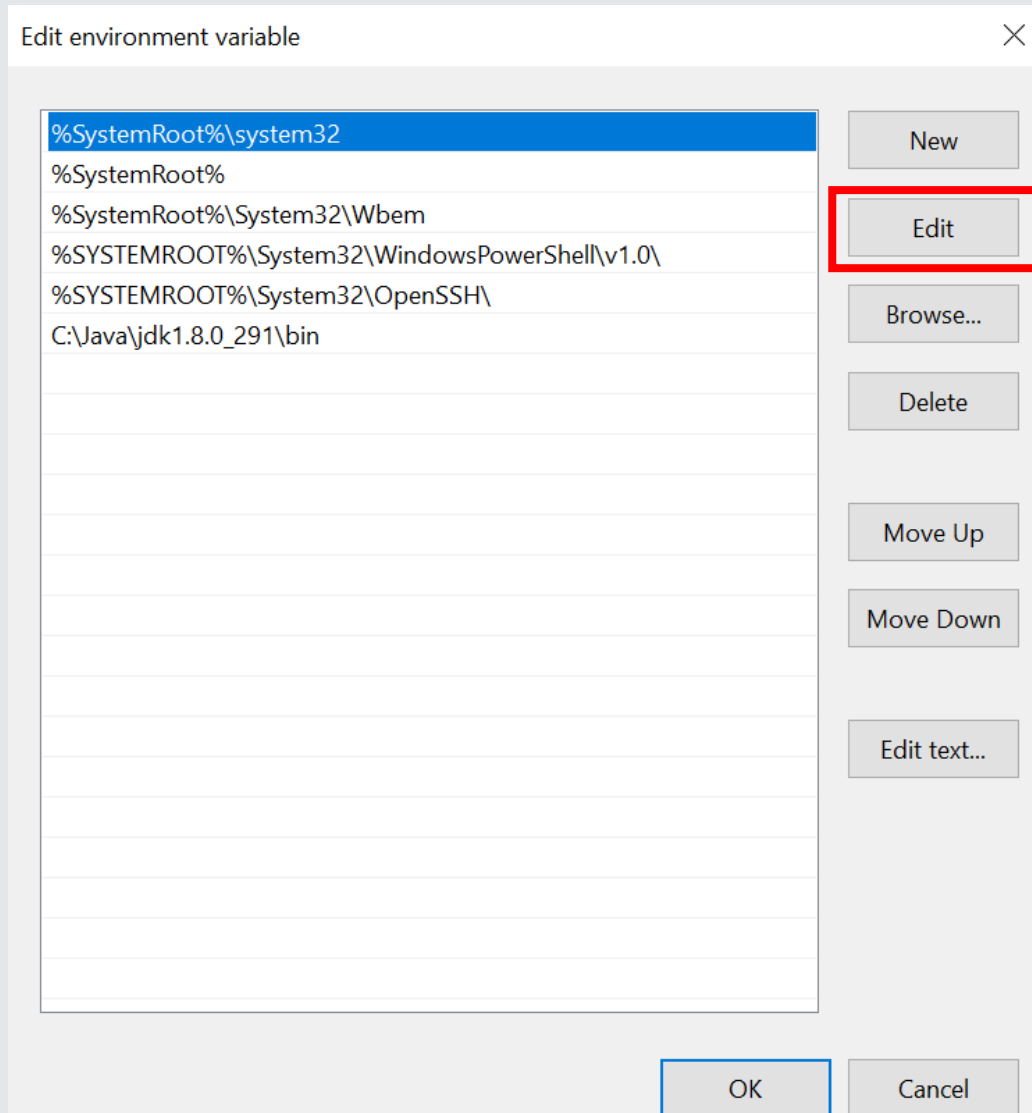 Edit environment variable
%SystemRoot%\system32
%SystemRoot%
%SystemRoot%\System32\Wbem
%SYSTEMROOT%\System32\WindowsPowerShell\v1.0\
%SYSTEMROOT%\System32\OpenSSH\
C:\Java\jdk1.8.0_291\bin
New
Edit
Browse...
Delete
Move Up
Move Down
Edit text...
OK
Cancel